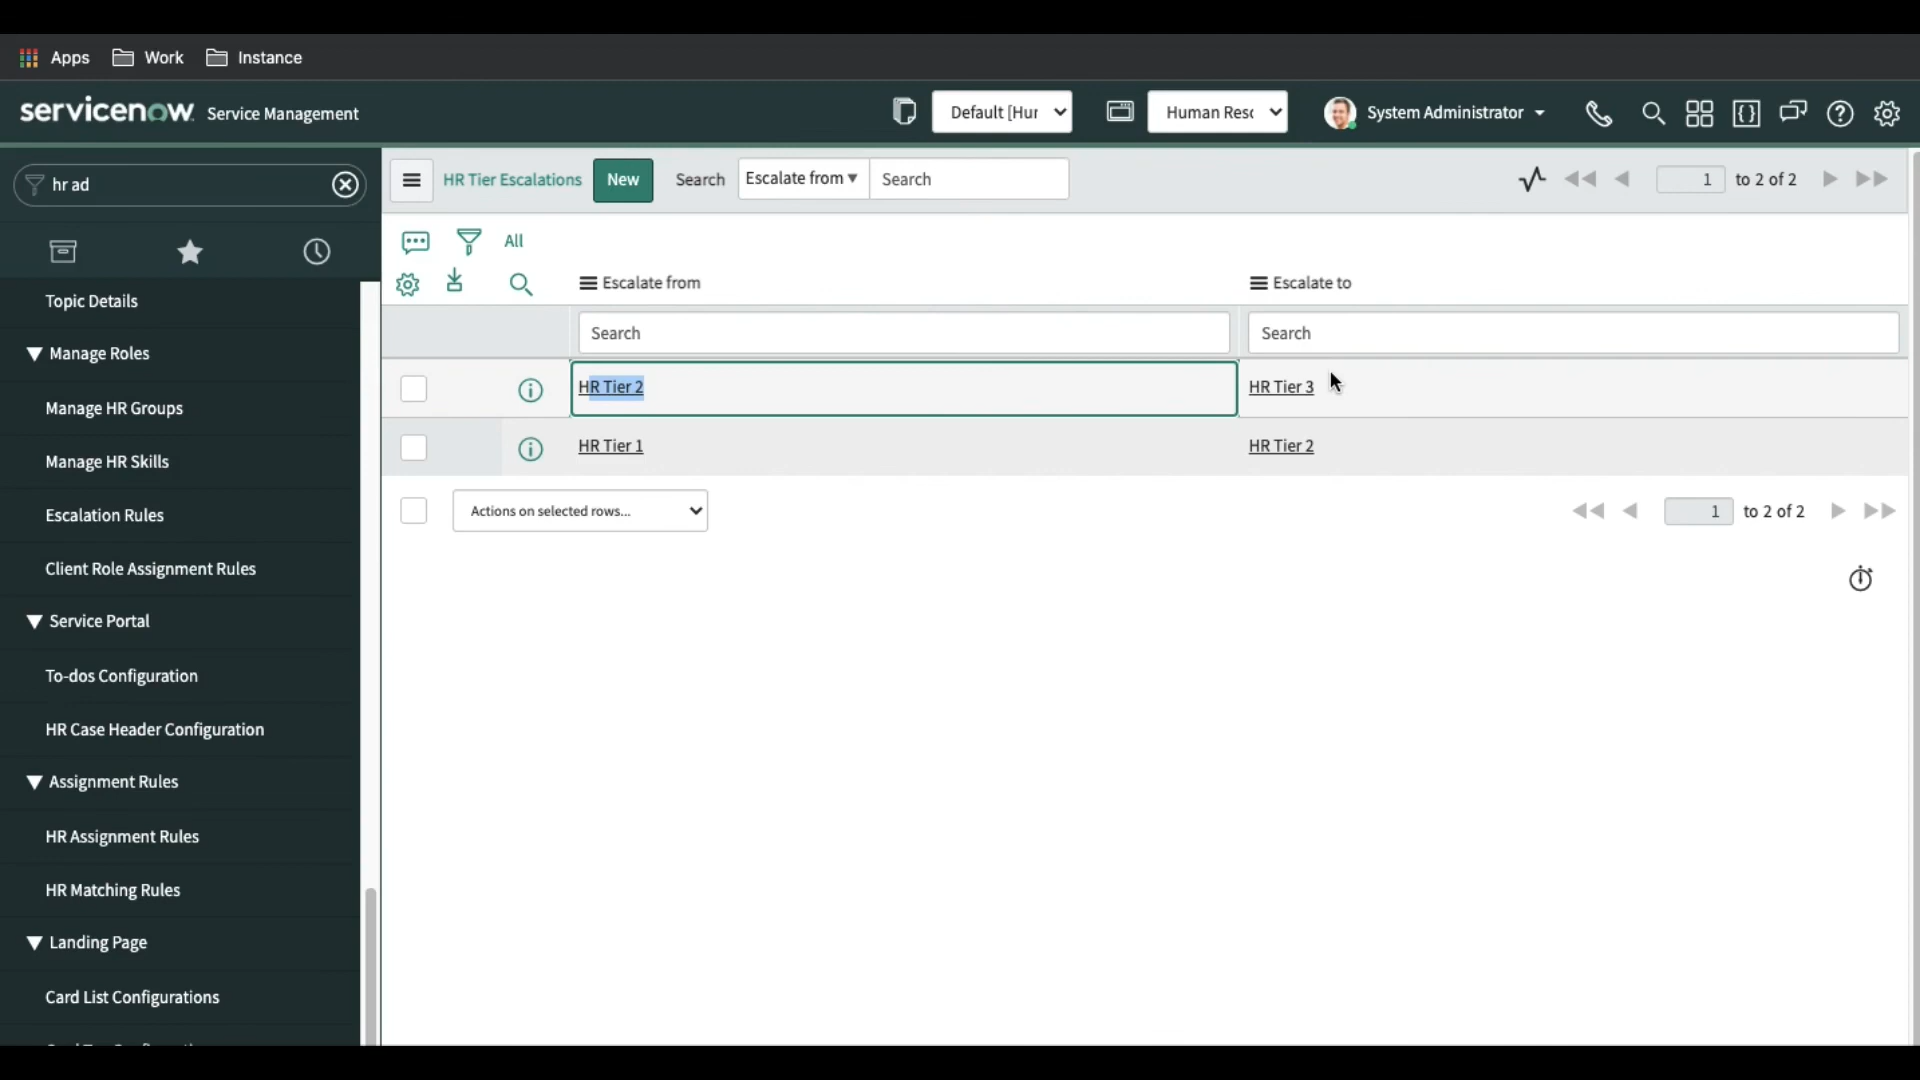 Apps Work Instance
servicenow Service Management Default [Hur Human Resc System Administrator
hr ad
HR Tier Escalations New Search Escalate from Search 1 to 2 of 2
All
Escalate from Escalate to
Search Search
HR Tier 2 HR Tier 3
HR Tier 1 HR Tier 2
Actions on selected rows... 1 to 2 of 2
Topic Details
Manage Roles
Manage HR Groups
Manage HR Skills
Escalation Rules
Client Role Assignment Rules
Service Portal
To-dos Configuration
HR Case Header Configuration
Assignment Rules
HR Assignment Rules
HR Matching Rules
Landing Page
Card List Configurations